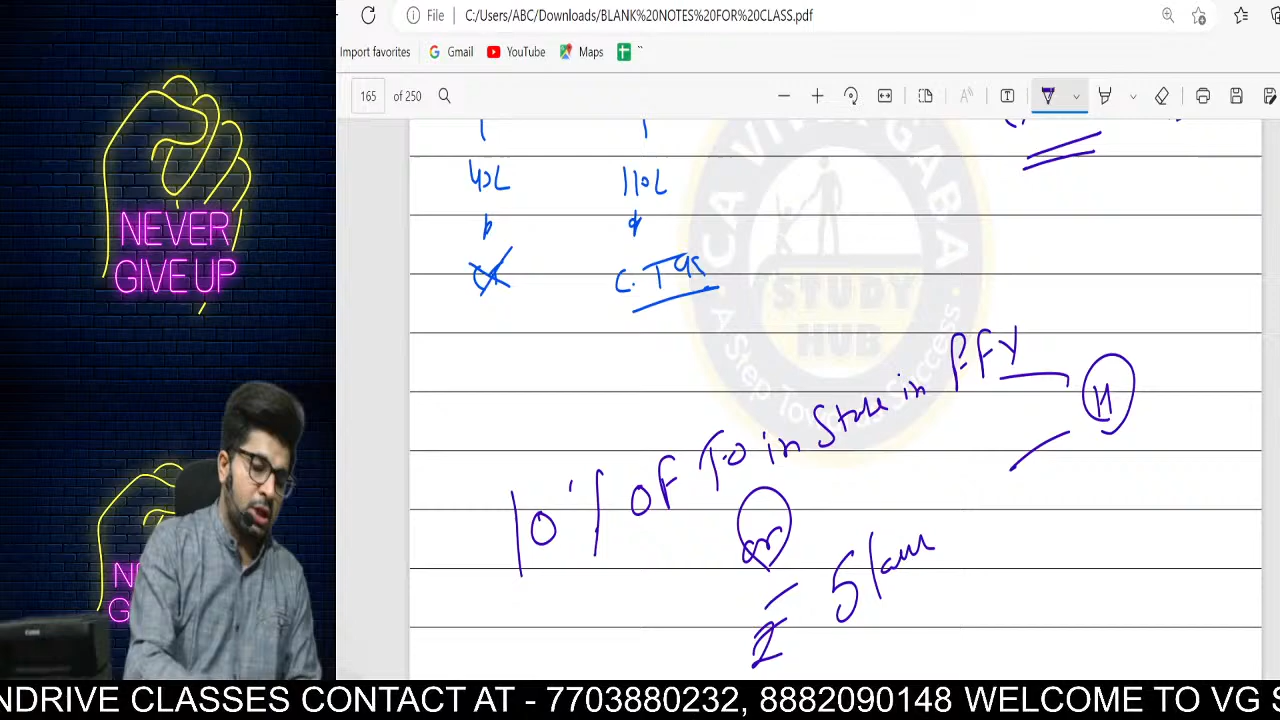 File C:/Users/ABC/Downloads/BLANK%20NOTES%20FOR%20CLASS.pdf
Import favorites Gmail YouTube Maps
165 of 250
40L 110L
C.T
10% OF T.O in State in PFY
H
or
5 lac
NEVER
GIVE UP
NDRIVE CLASSES CONTACT AT - 7703880232, 8882090148 WELCOME TO VG S